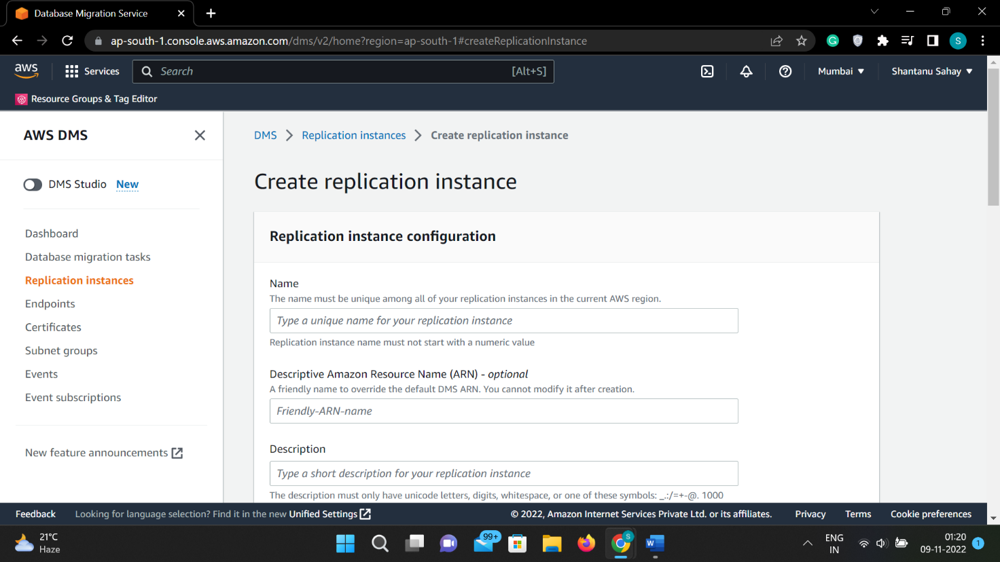 Database Migration Service
ap-south-1.console.aws.amazon.com/dms/v2/home?region=ap-south-1#createReplicationInstance
S
aws
Services
Search
[Alt+S]
Mumbai
Shantanu Sahay
Resource Groups & Tag Editor
AWS DMS
DMS Studio New
Dashboard
Database migration tasks
Replication instances
Endpoints
Certificates
Subnet groups
Events
Event subscriptions
New feature announcements
DMS > Replication instances > Create replication instance
Create replication instance
Replication instance configuration
Name
The name must be unique among all of your replication instances in the current AWS region.
Type a unique name for your replication instance
Replication instance name must not start with a numeric value
Descriptive Amazon Resource Name (ARN) - optional
A friendly name to override the default DMS ARN. You cannot modify it after creation.
Friendly-ARN-name
Description
Type a short description for your replication instance
The description must only have unicode letters, digits, whitespace, or one of these symbols: _.:/=+-@. 1000
Feedback
Looking for language selection? Find it in the new Unified Settings
© 2022, Amazon Internet Services Private Ltd. or its affiliates.
Privacy
Terms
Cookie preferences
21°C
Haze
99+
S
W
ENG
IN
01:20
09-11-2022
1